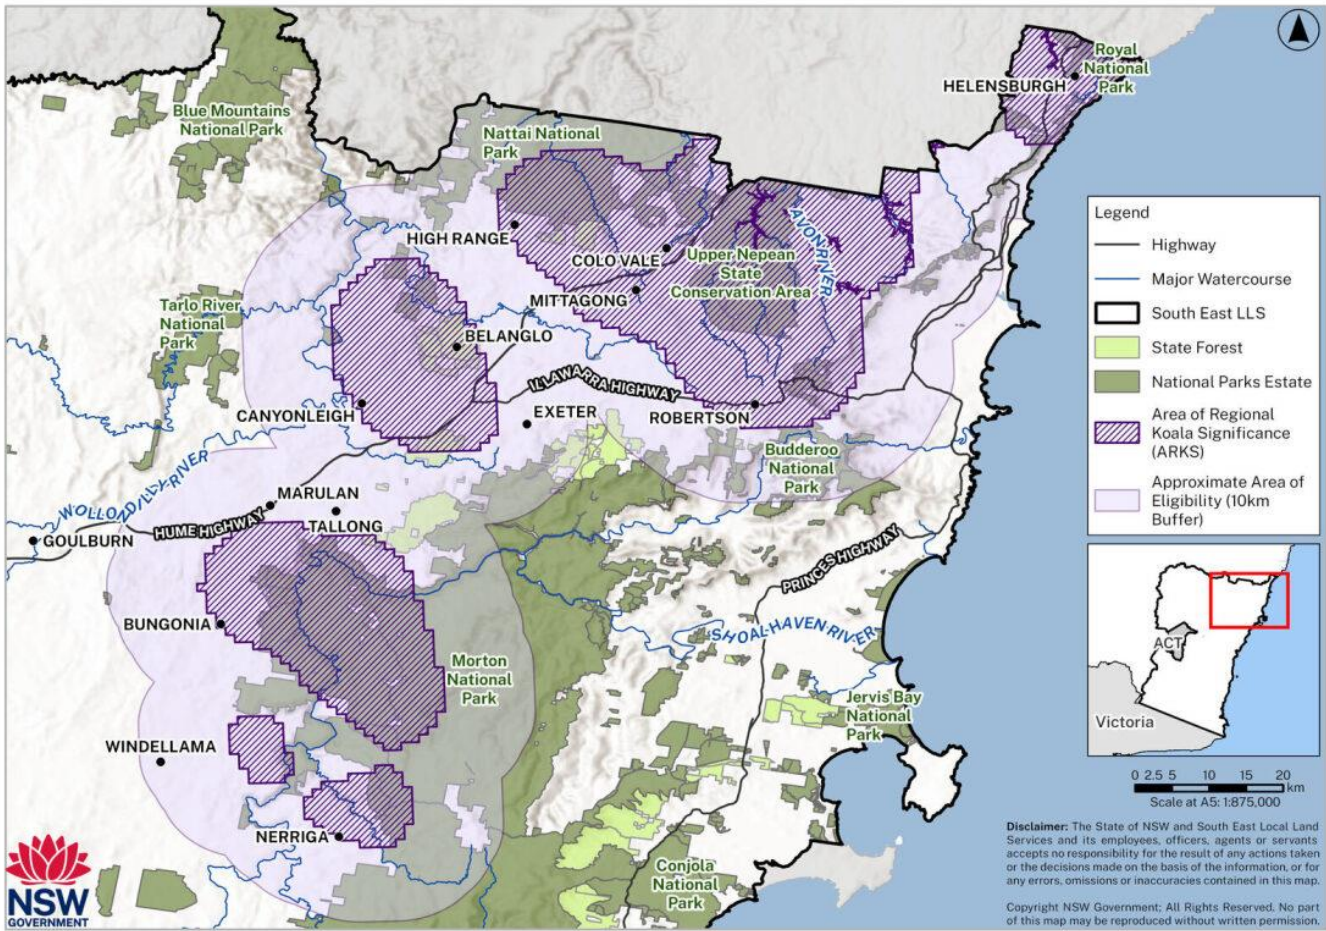 Royal
National
Park
HELENSBURGH
Blue Mountains
National Park
Nattai National
Park
HIGH RANGE
COLO VALE
Upper Nepean
State
Conservation Area
AVON RIVER
MITTAGONG
Tarlo River
National
Park
BELANGLO
ILLAWARRA HIGHWAY
CANYONLEIGH
EXETER
ROBERTSON
Budderoo
National
Park
WOLLONDILLY RIVER
MARULAN
TALLONG
HUME HIGHWAY
GOULBURN
PRINCES HIGHWAY
BUNGONIA
SHOALHAVEN RIVER
Morton
National
Park
Jervis Bay
National
Park
WINDELLAMA
NERRIGA
Conjola
National
Park
NSW
GOVERNMENT
Legend
Highway
Major Watercourse
South East LLS
State Forest
National Parks Estate
Area of Regional
Koala Significance
(ARKS)
Approximate Area of
Eligibility (10km
Buffer)
ACT
Victoria
0 2.5 5 10 15 20
km
Scale at A5: 1:875,000
Disclaimer: The State of NSW and South East Local Land
Services and its employees, officers, agents or servants
accepts no responsibility for the result of any actions taken
or the decisions made on the basis of the information, or for
any errors, omissions or inaccuracies contained in this map.
Copyright NSW Government; All Rights Reserved. No part
of this map may be reproduced without written permission.